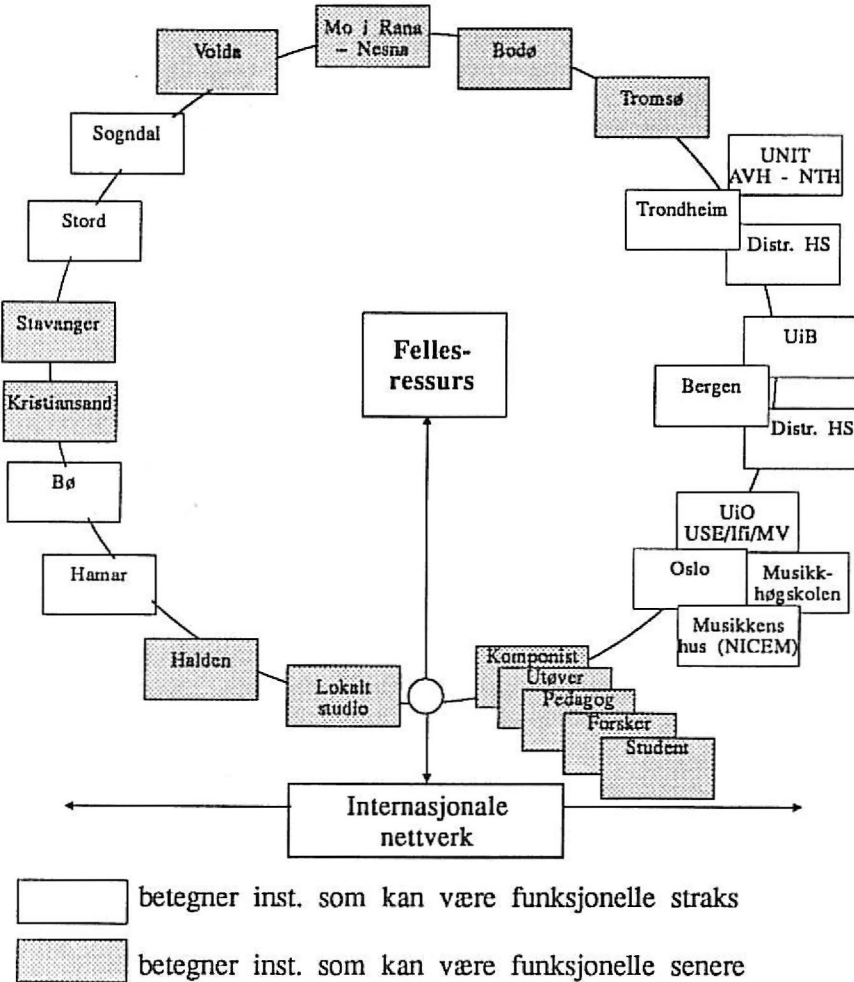 Mo i Rana
– Nesna
Volda
Bodø
Tromsø
Sogndal
UNIT
AVH - NTH
Trondheim
Stord
Distr. HS
Stavanger
Felles-
ressurs
UiB
Kristiansand
Bergen
Distr. HS
Bø
UiO
USE/Ifi/MV
Hamar
Oslo
Musikk-
høgskolen
Musikkens
hus (NICEM)
Halden
Lokalt
studio
Komponist
Utøver
Pedagog
Forsker
Student
Internasjonale
nettverk
betegner inst. som kan være funksjonelle straks
betegner inst. som kan være funksjonelle senere